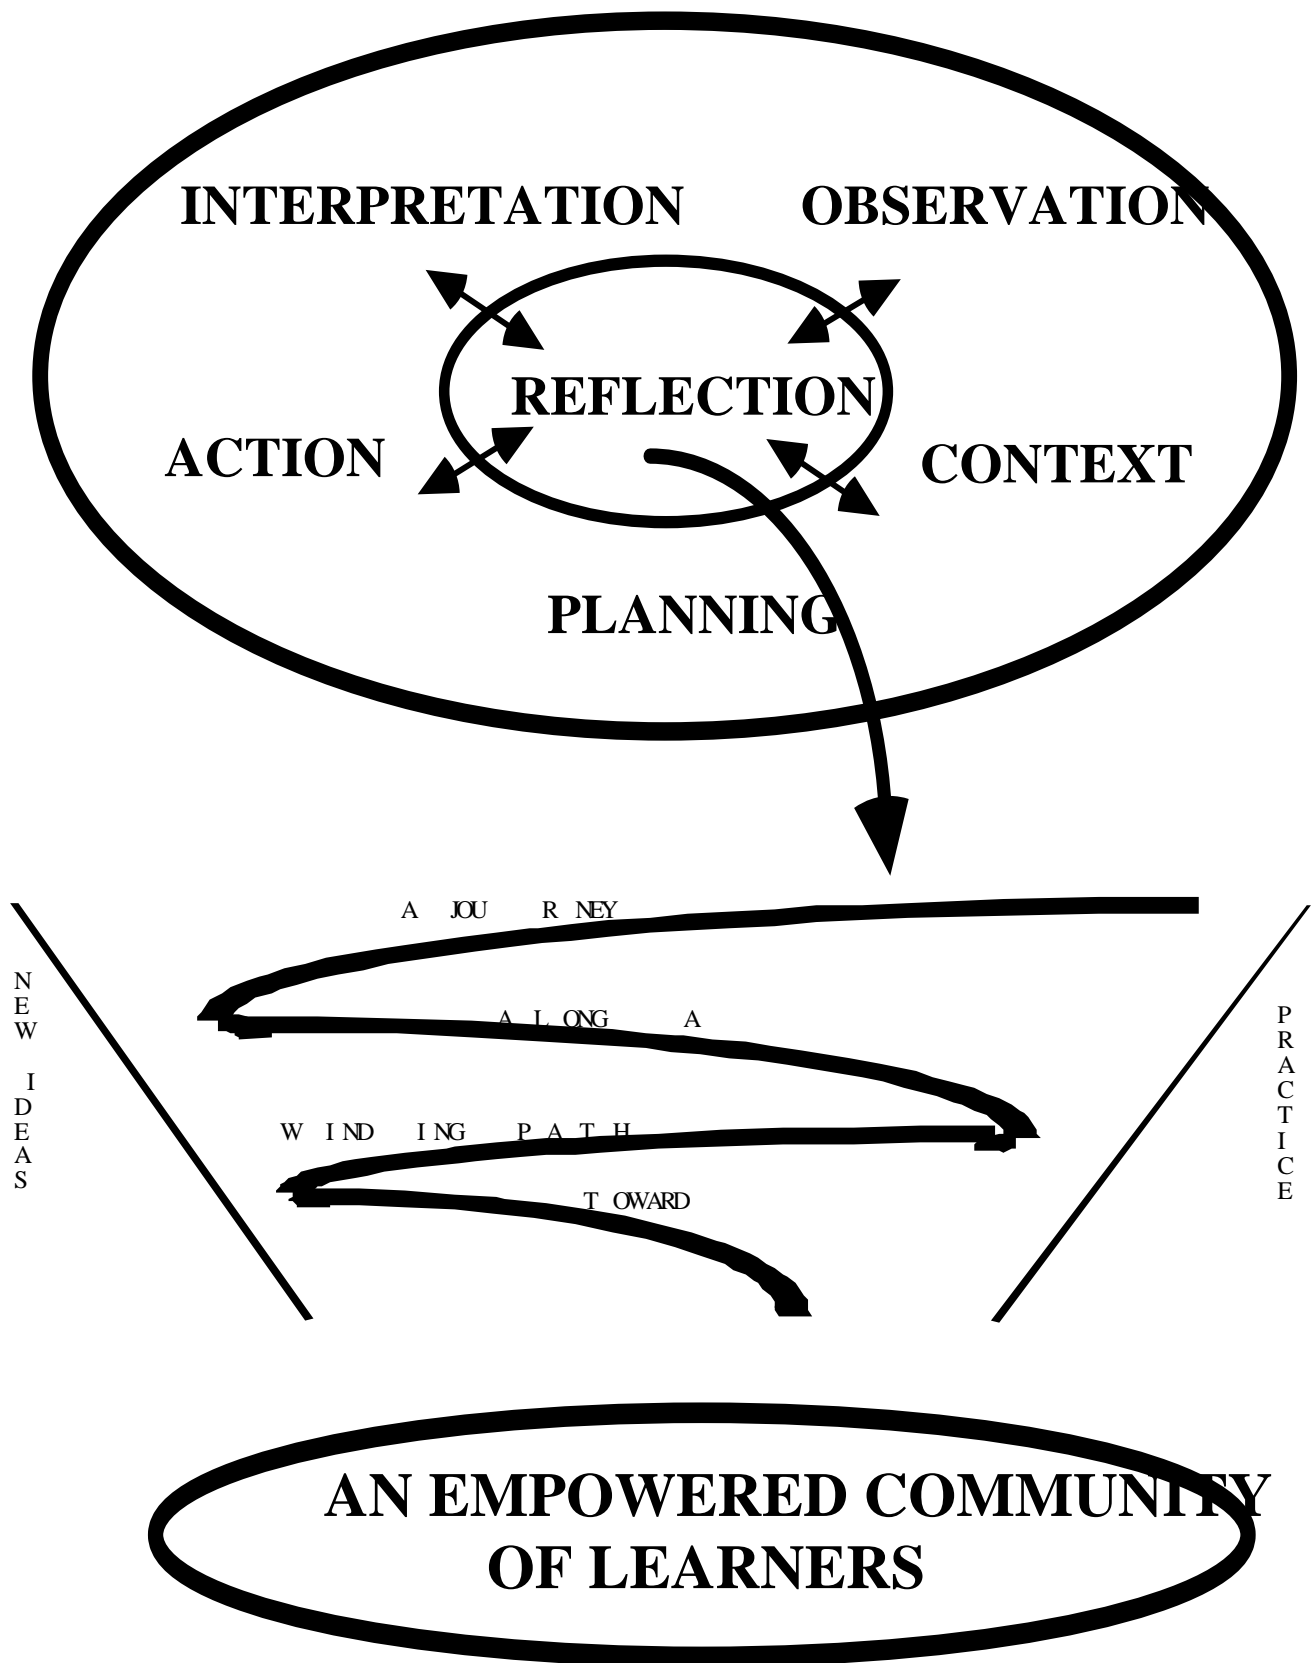 INTERPRETATION OBSERVATION
REFLECTION
ACTION CONTEXT
PLANNING
A JOURNEY
ALONG A
WINDING PATH
TOWARD
NEW IDEAS
PRACTICE
AN EMPOWERED COMMUNITY
OF LEARNERS